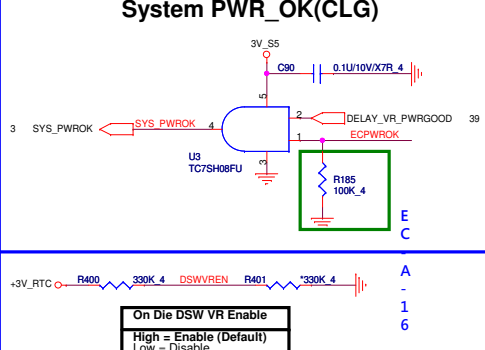 System PWR_OK(CLG)
3V_S5
C90
0.1U/10V/X7R_4
5
2
DELAY_VR_PWRGOOD
39
3
SYS_PWROK
SYS_PWROK
4
1
ECPWROK
U3
TC7SH08FU
3
R185
100K_4
E
C
A
-
1
6
+3V_RTC
R400
330K_4
DSWVREN
R401
*330K_4
On Die DSW VR Enable
High = Enable (Default)
Low = Disable